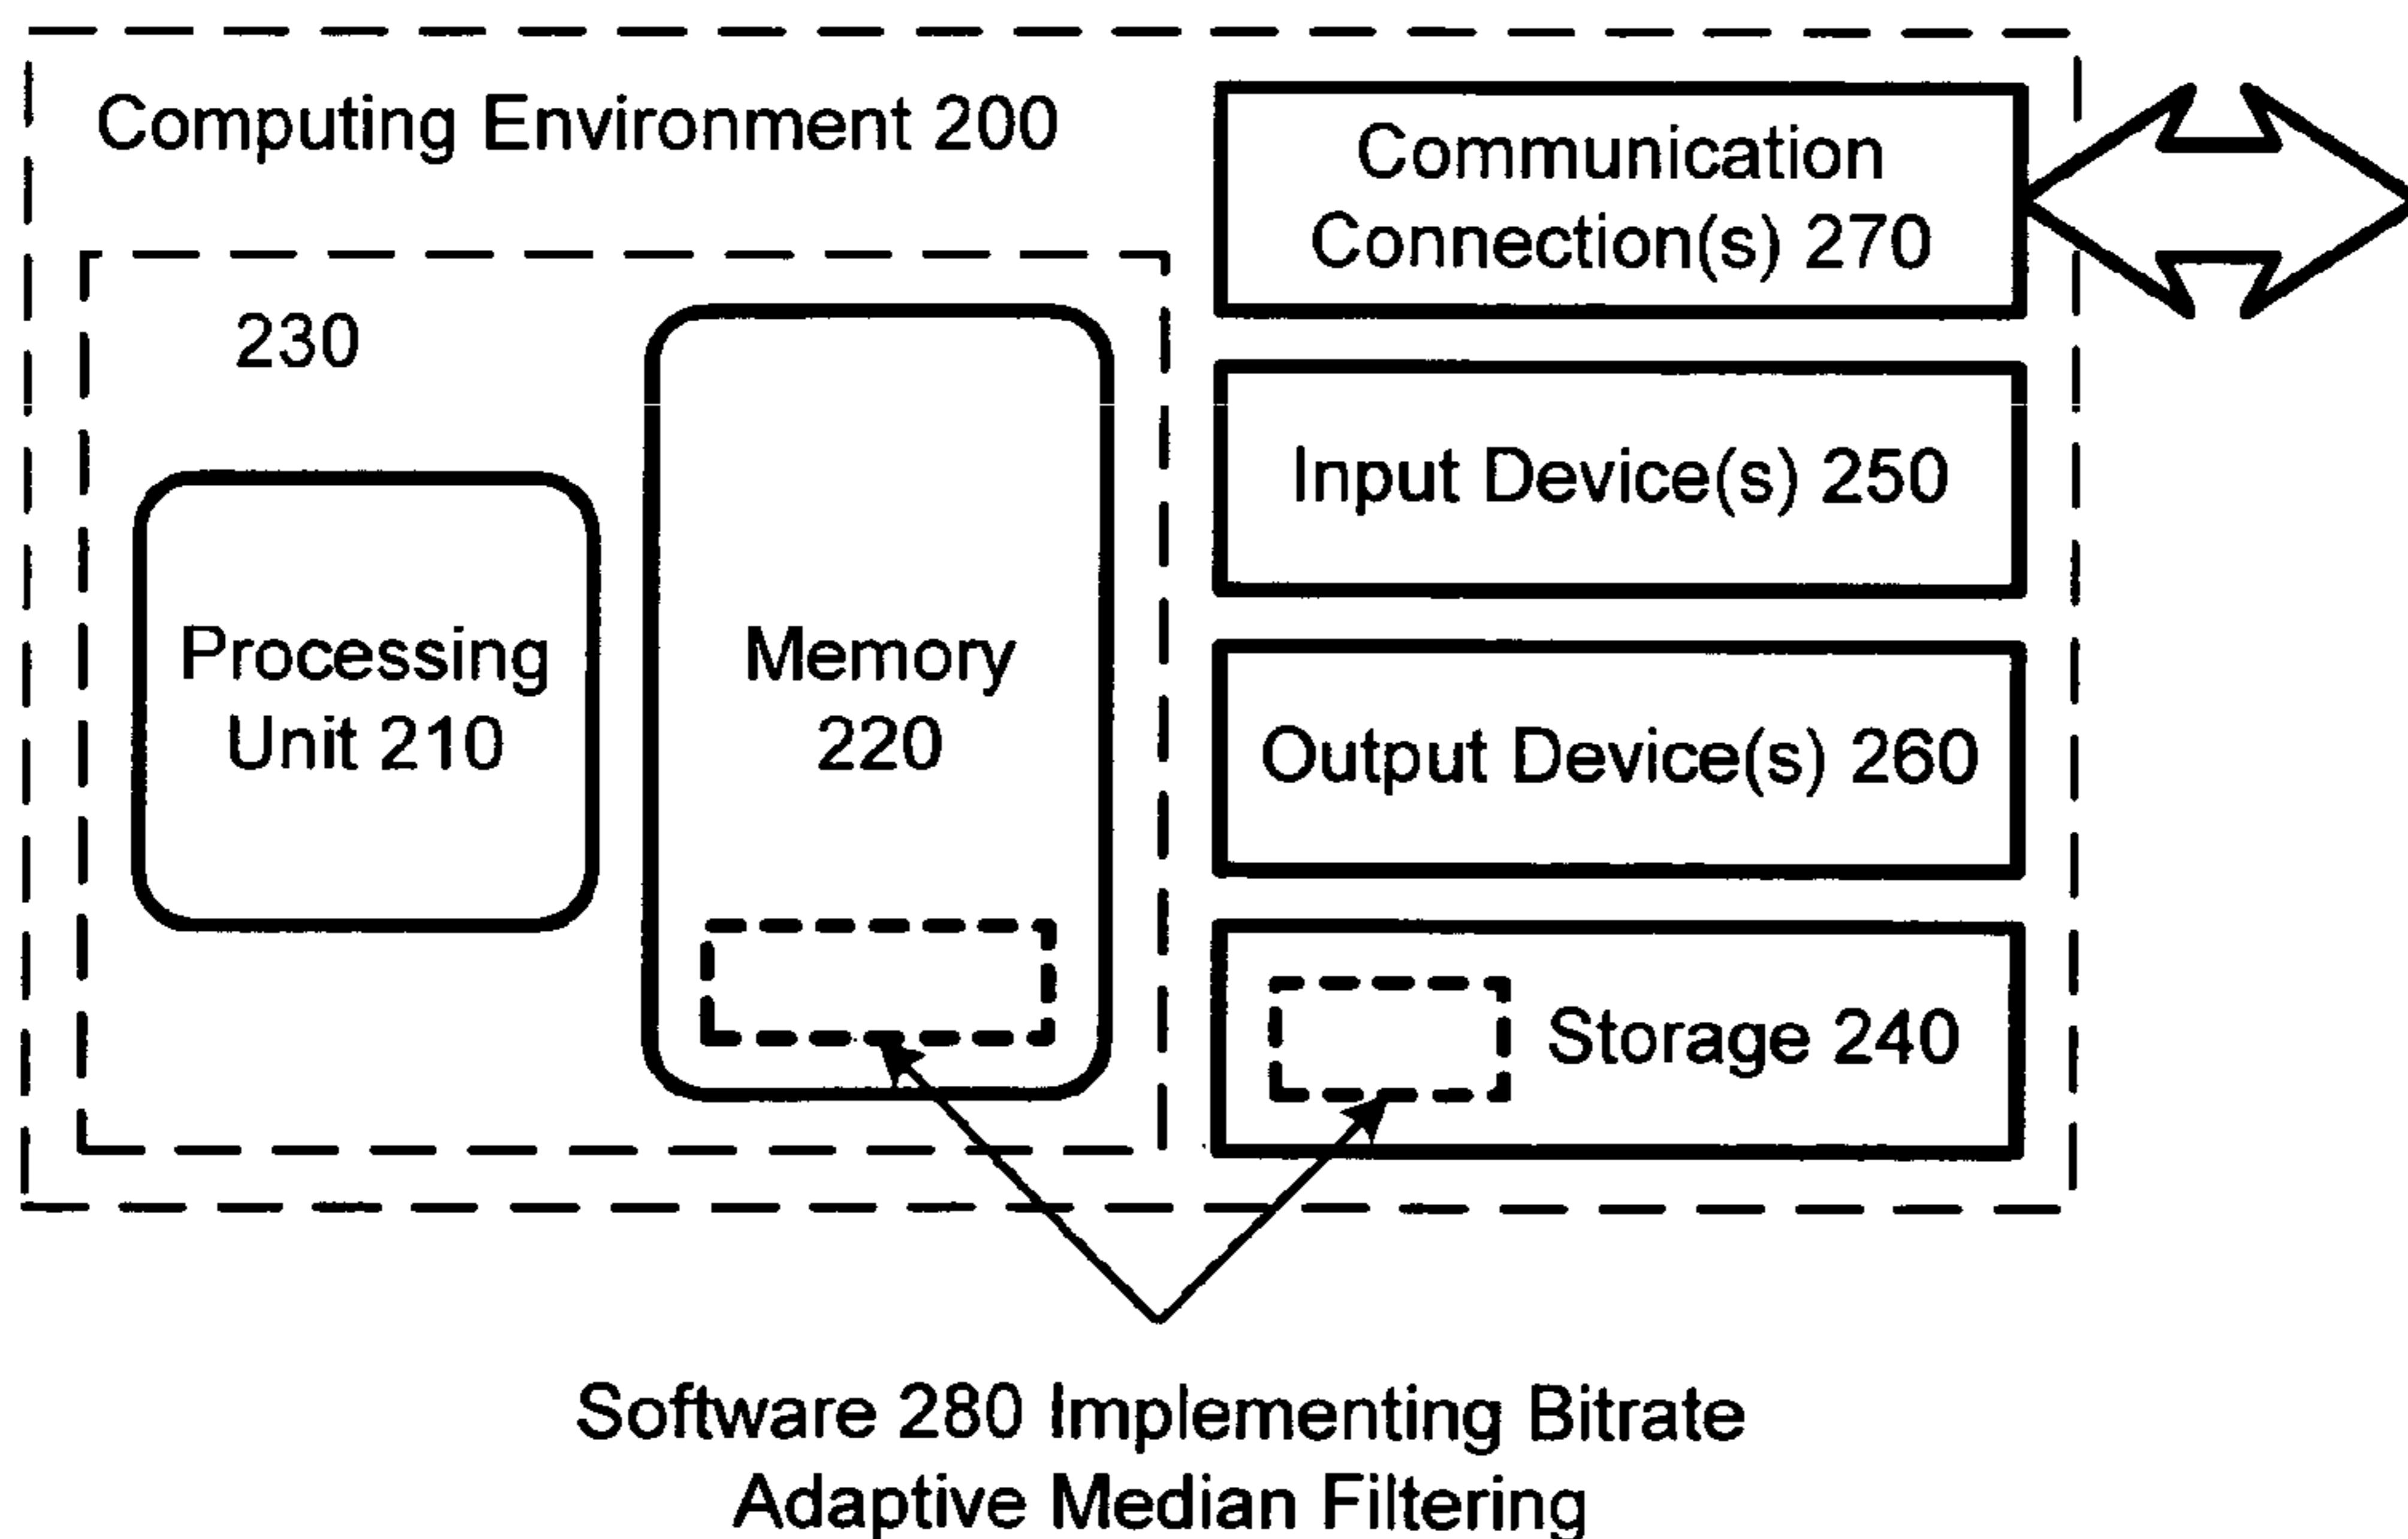 Computing Environment 200
Communication
Connection(s) 270
230
Input Device(s) 250
Processing
Unit 210
Memory
220
Output Device(s) 260
Storage 240
Software 280 Implementing Bitrate
Adaptive Median Filtering